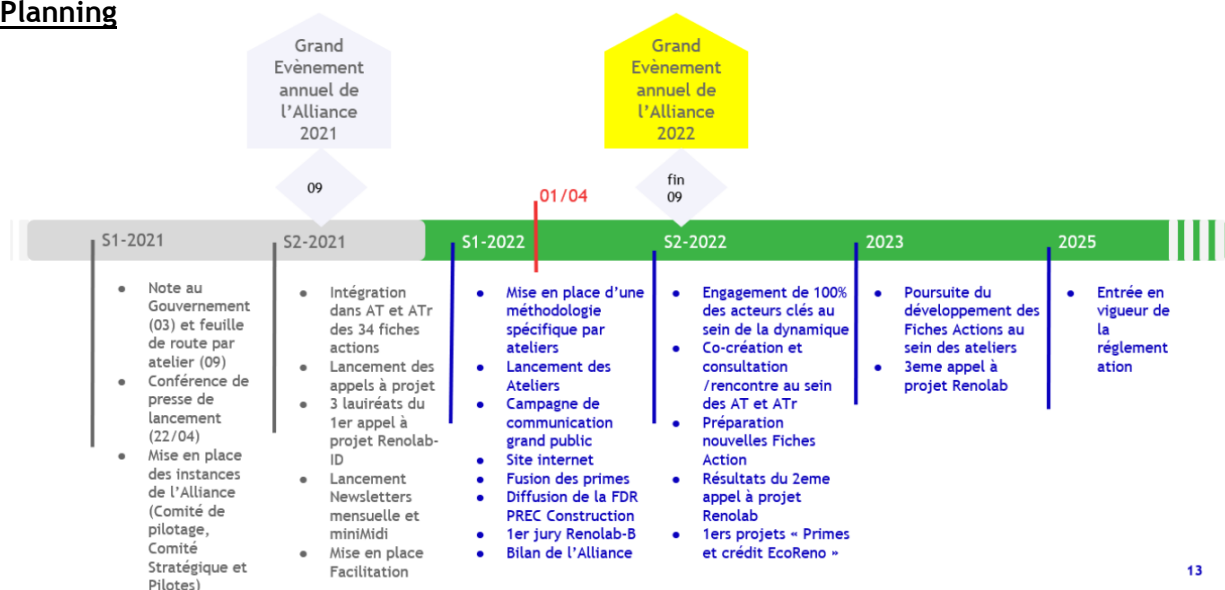 Planning
Grand
Evènement
annuel de
l’Alliance
2021
Grand
Evènement
annuel de
l’Alliance
2022
09
01/04
fin
09
S1-2021
S2-2021
S1-2022
S2-2022
2023
2025
• Note au
Gouvernement
(03) et feuille
de route par
atelier (09)
• Conférence de
presse de
lancement
(22/04)
• Mise en place
des instances
de l’Alliance
(Comité de
pilotage,
Comité
Stratégique et
Pilotes)
• Intégration
dans AT et ATr
des 34 fiches
actions
• Lancement des
appels à projet
• 3 lauiréats du
1er appel à
projet Renolab-
ID
• Lancement
Newsletters
mensuelle et
miniMidi
• Mise en place
Facilitation
• Mise en place d’une
méthodologie
spécifique par
ateliers
• Lancement des
Ateliers
• Campagne de
communication
grand public
• Site internet
• Fusion des primes
• Diffusion de la FDR
PREC Construction
• 1er jury Renolab-B
• Bilan de l’Alliance
• Engagement de 100%
des acteurs clés au
sein de la dynamique
• Co-création et
consultation
/rencontre au sein
des AT et ATr
• Préparation
nouvelles Fiches
Action
• Résultats du 2eme
appel à projet
Renolab
• 1ers projets « Primes
et crédit EcoReno »
• Poursuite du
développement des
Fiches Actions au
sein des ateliers
• 3eme appel à
projet Renolab
• Entrée en
vigueur de
la
réglement
ation
13